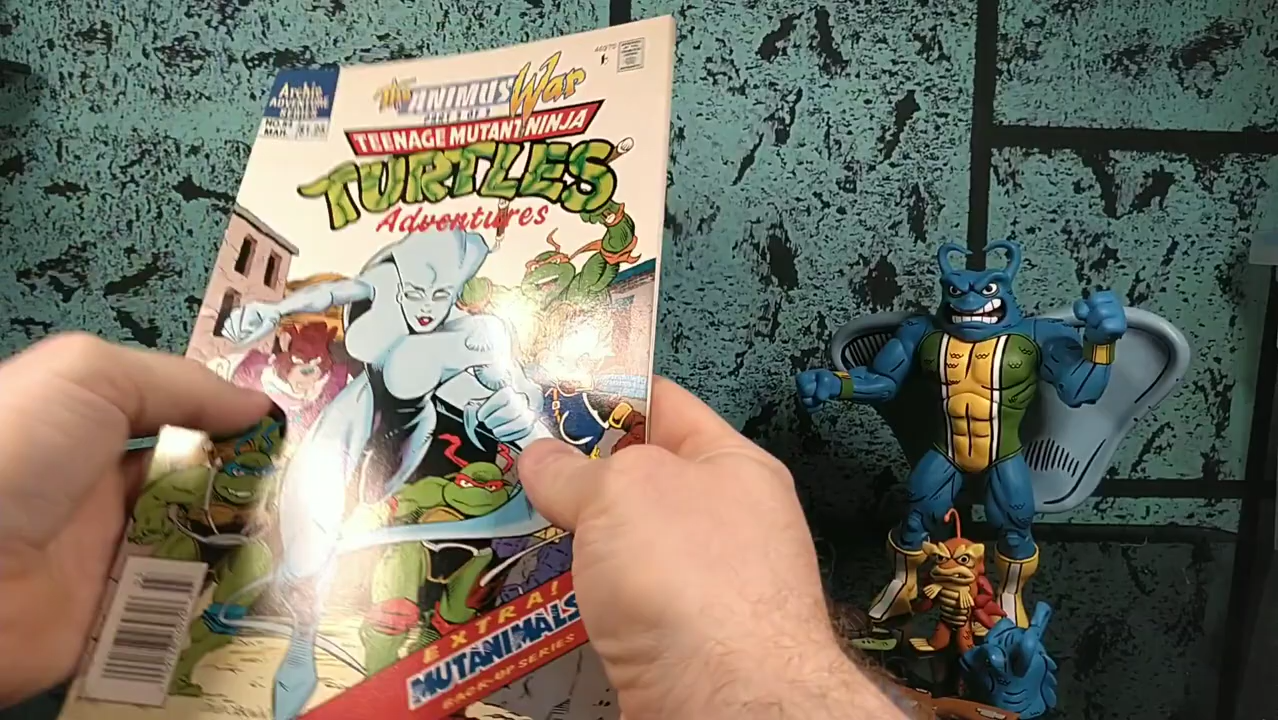 Archie
ADVENTURE
SERIES
MAR.
the ANIMUS War
TEENAGE MUTANT NINJA
TURTLES
Adventures
EXTRA!
MUTANIMALS
BACK-UP SERIES